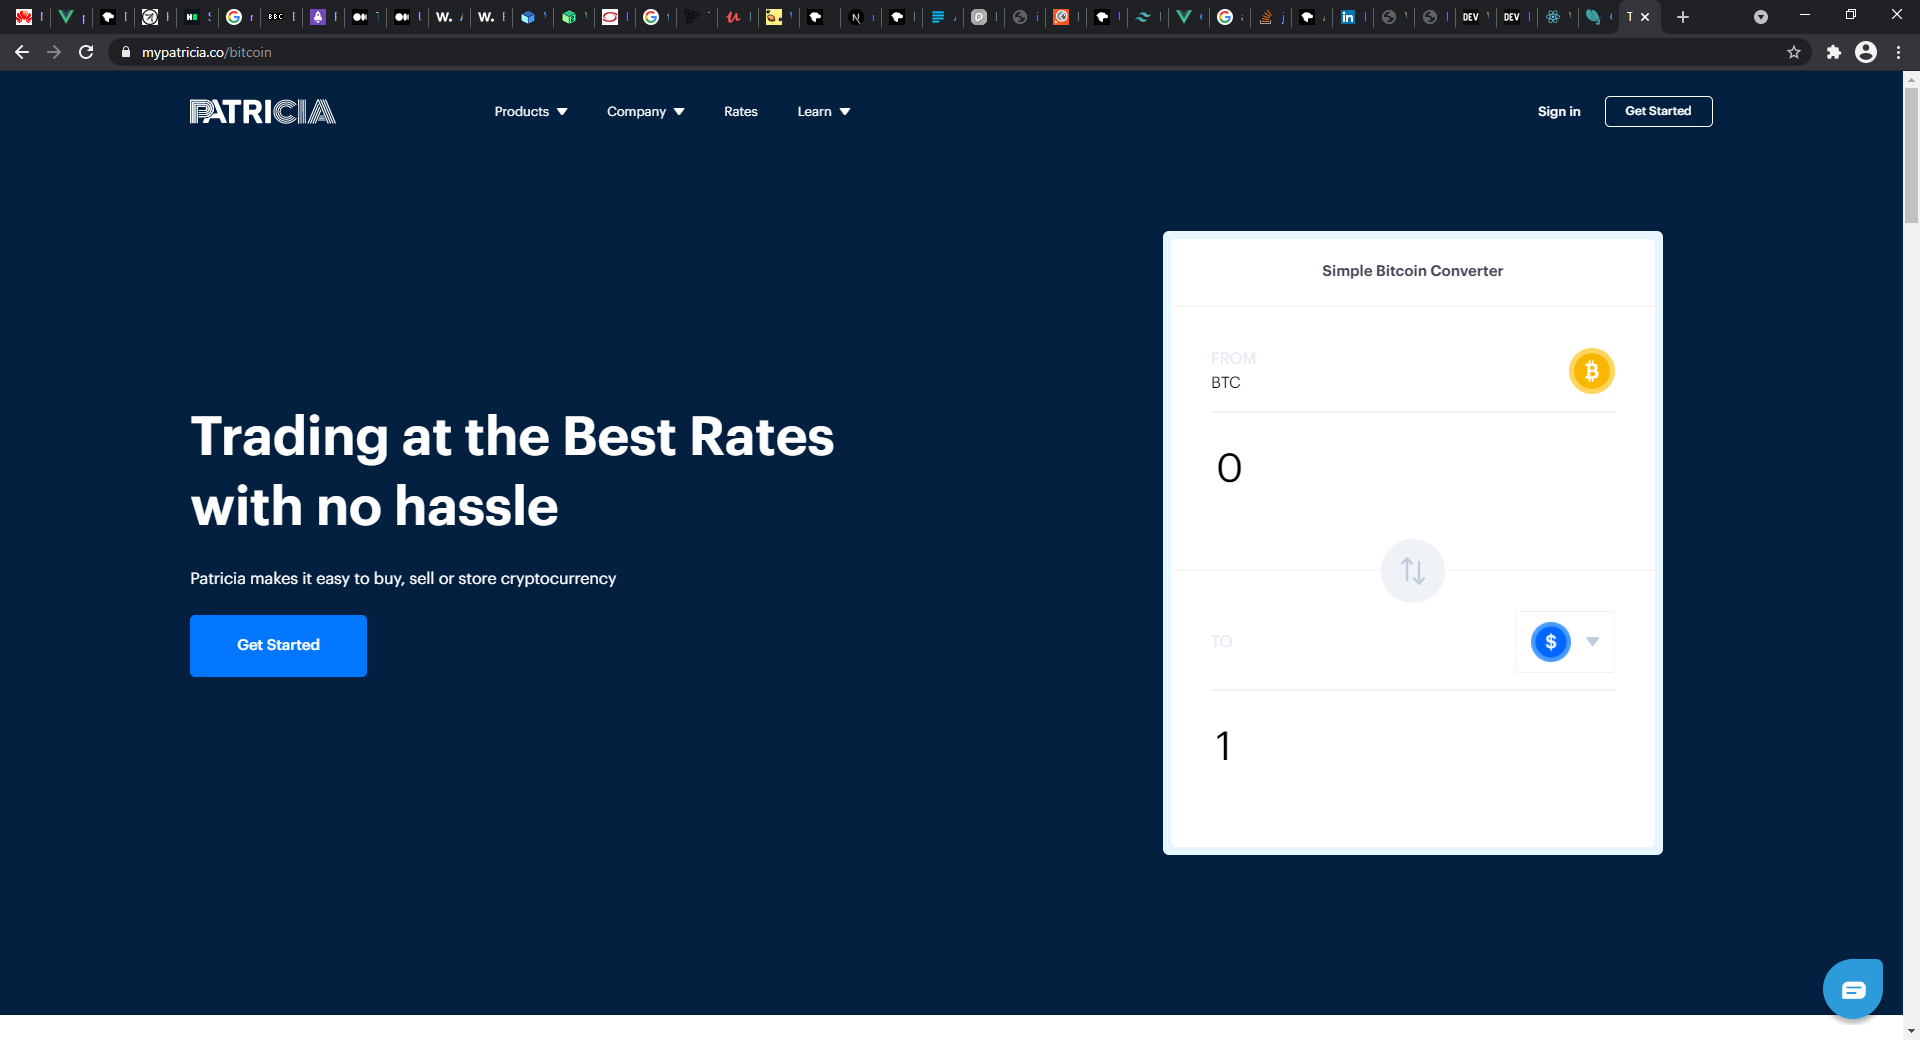 mypatricia.co/bitcoin
PATRICIA
Products
Company
Rates
Learn
Sign in
Get Started
Trading at the Best Rates
with no hassle
Patricia makes it easy to buy, sell or store cryptocurrency
Get Started
Simple Bitcoin Converter
FROM
BTC
0
TO
$
1